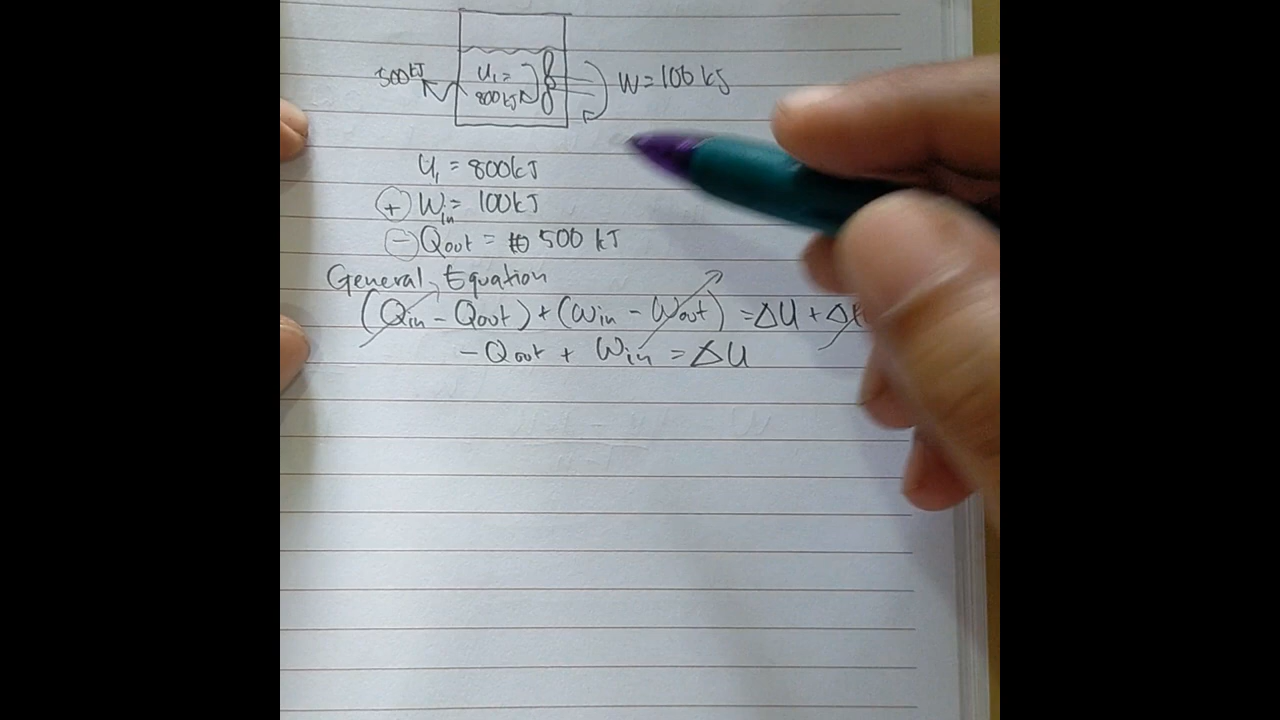 500kJ
U₁ =
800kJ
W = 100 kJ
U₁ = 800kJ
(+) Win = 100kJ
(-) Qout = 500 kJ
General Equation
(Qin - Qout) + (Win - Wout) = ΔU + Δ
- Qout + Win = ΔU